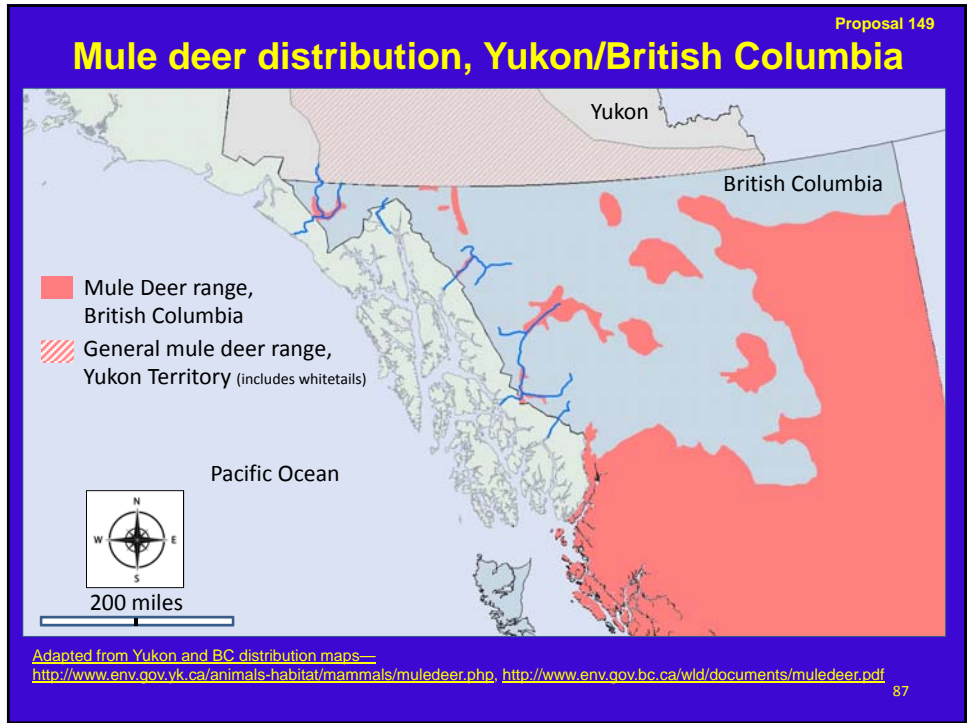 Proposal 149
Mule deer distribution, Yukon/British Columbia
Yukon
British Columbia
Mule Deer range,
British Columbia
General mule deer range,
Yukon Territory (includes whitetails)
Pacific Ocean
N
W E
S
200 miles
Adapted from Yukon and BC distribution maps—
http://www.env.gov.yk.ca/animals-habitat/mammals/muledeer.php, http://www.env.gov.bc.ca/wld/documents/muledeer.pdf
87